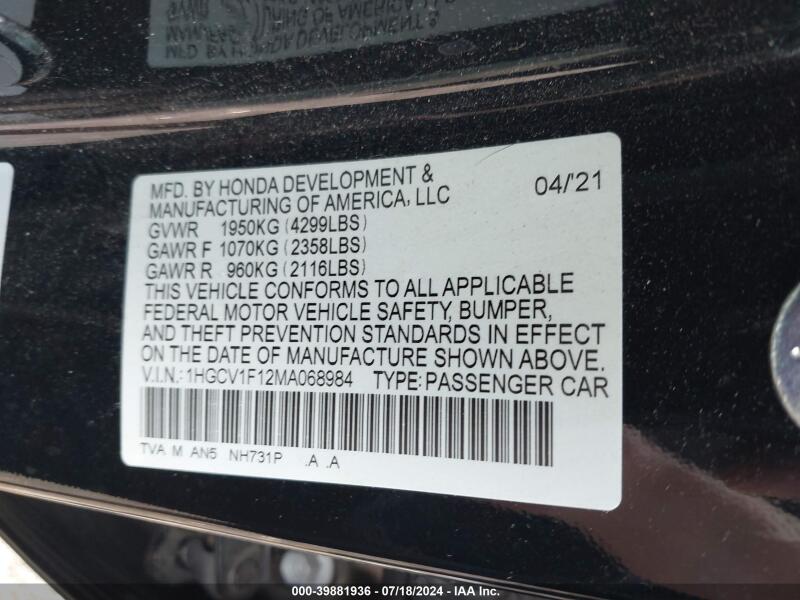 MFD. BY HONDA DEVELOPMENT &
MANUFACTURING OF AMERICA, LLC
04/'21
GVWR 1950KG (4299LBS)
GAWR F 1070KG (2358LBS)
GAWR R 960KG (2116LBS)
THIS VEHICLE CONFORMS TO ALL APPLICABLE
FEDERAL MOTOR VEHICLE SAFETY, BUMPER,
AND THEFT PREVENTION STANDARDS IN EFFECT
ON THE DATE OF MANUFACTURE SHOWN ABOVE.
V.I.N.: 1HGCV1F12MA068984 TYPE: PASSENGER CAR
TVA M AN5 NH731P .A .A
000-39881936 - 07/18/2024 - IAA Inc.